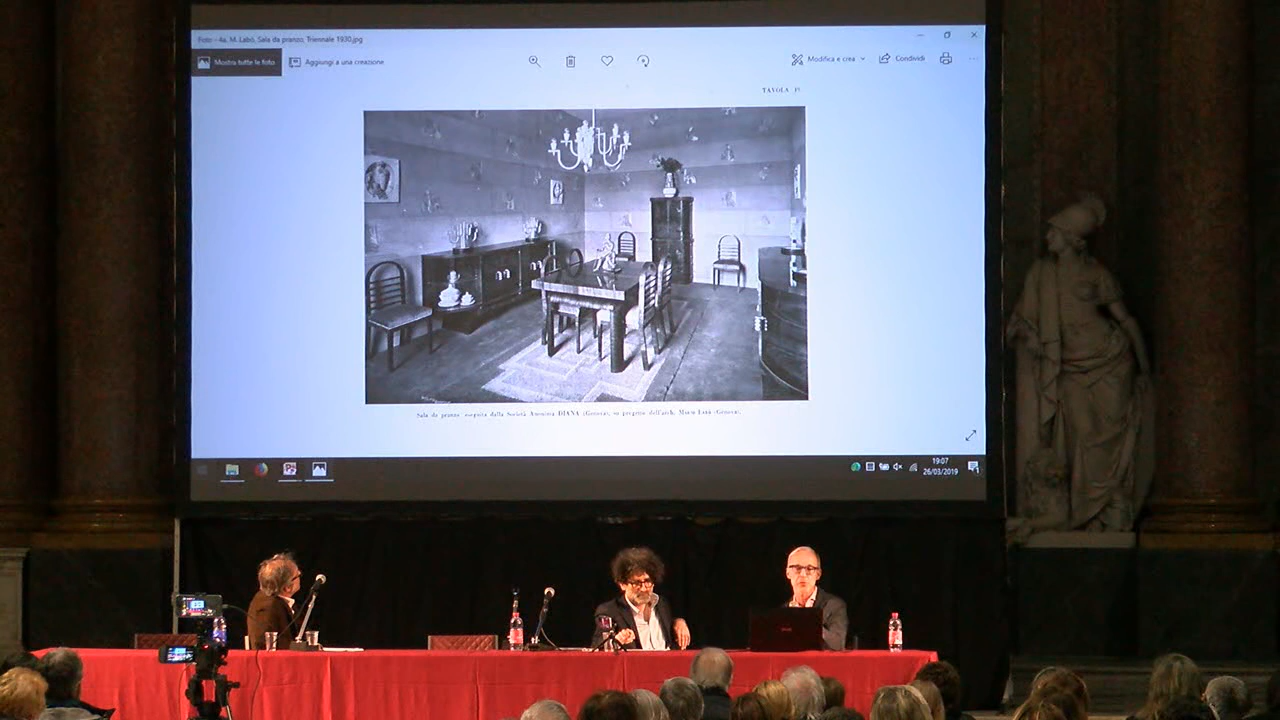 Foto - 4a. M. Labò, Sala da pranzo, Triennale 1930.jpg
Mostra tutte le foto
Aggiungi a una creazione
Modifica e crea
Condividi
TAVOLA
Sala da pranzo, eseguita dalla Società Anonima DIANA (Genova), su progetto dell'arch. Mario Labò (Genova).
19:07
26/03/2019